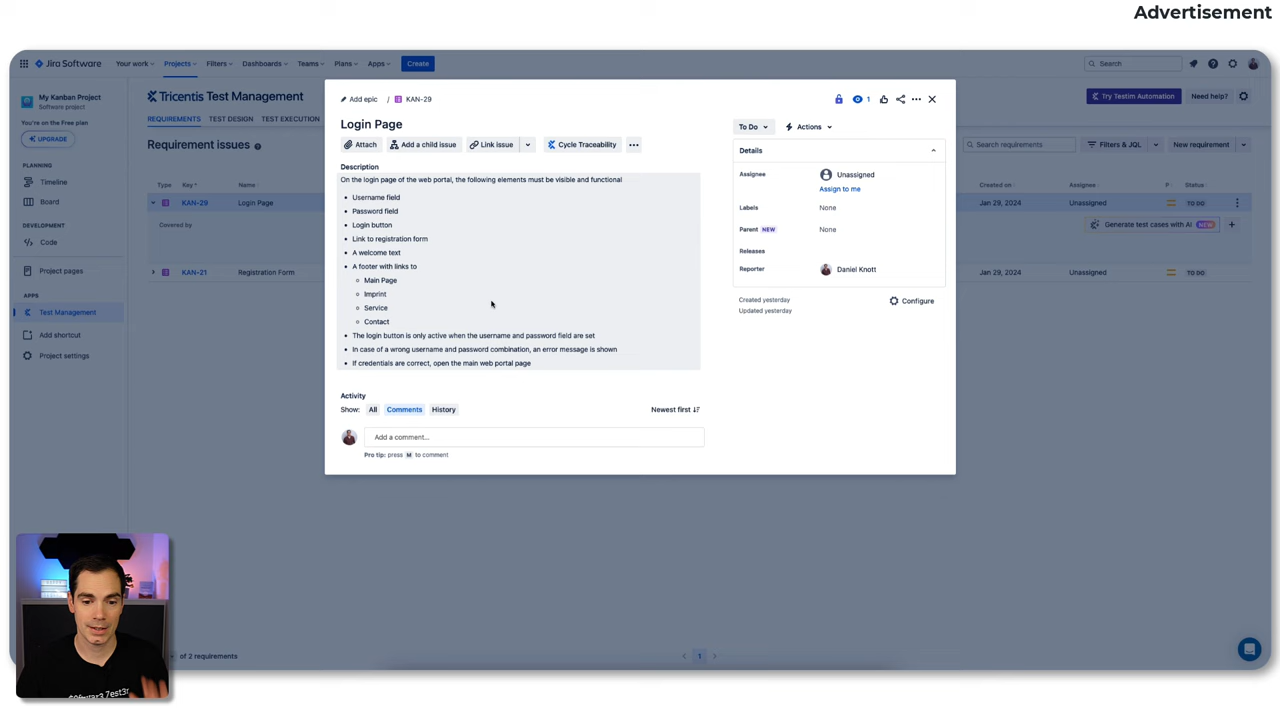 Advertisement
Jira Software
Your work
Projects
Filters
Dashboards
Teams
Plans
Apps
Create
Search
My Kanban Project
Software project
You're on the Free plan
UPGRADE
PLANNING
Timeline
Board
DEVELOPMENT
Code
Project pages
APPS
Test Management
Add shortcut
Project settings
Tricentis Test Management
Try Testim Automation
Need help?
REQUIREMENTS TEST DESIGN TEST EXECUTION
Requirement issues
Search requirements
Filters & JQL
New requirement
Type Key Name
Created on Assignee P Status
KAN-29 Login Page
Jan 29, 2024 Unassigned TO DO
Covered by
Generate test cases with AI NEW
KAN-21 Registration Form
Jan 29, 2024 Unassigned TO DO
of 2 requirements
1
Add epic / KAN-29
1
Login Page
Attach
Add a child issue
Link issue
Cycle Traceability
Description
On the login page of the web portal, the following elements must be visible and functional
Username field
Password field
Login button
Link to registration form
A welcome text
A footer with links to
Main Page
Imprint
Service
Contact
The login button is only active when the username and password field are set
In case of a wrong username and password combination, an error message is shown
If credentials are correct, open the main web portal page
Activity
Show: All Comments History
Newest first
Add a comment...
Pro tip: press M to comment
To Do
Actions
Details
Assignee Unassigned
Assign to me
Labels None
Parent NEW None
Releases
Reporter Daniel Knott
Created yesterday
Updated yesterday
Configure